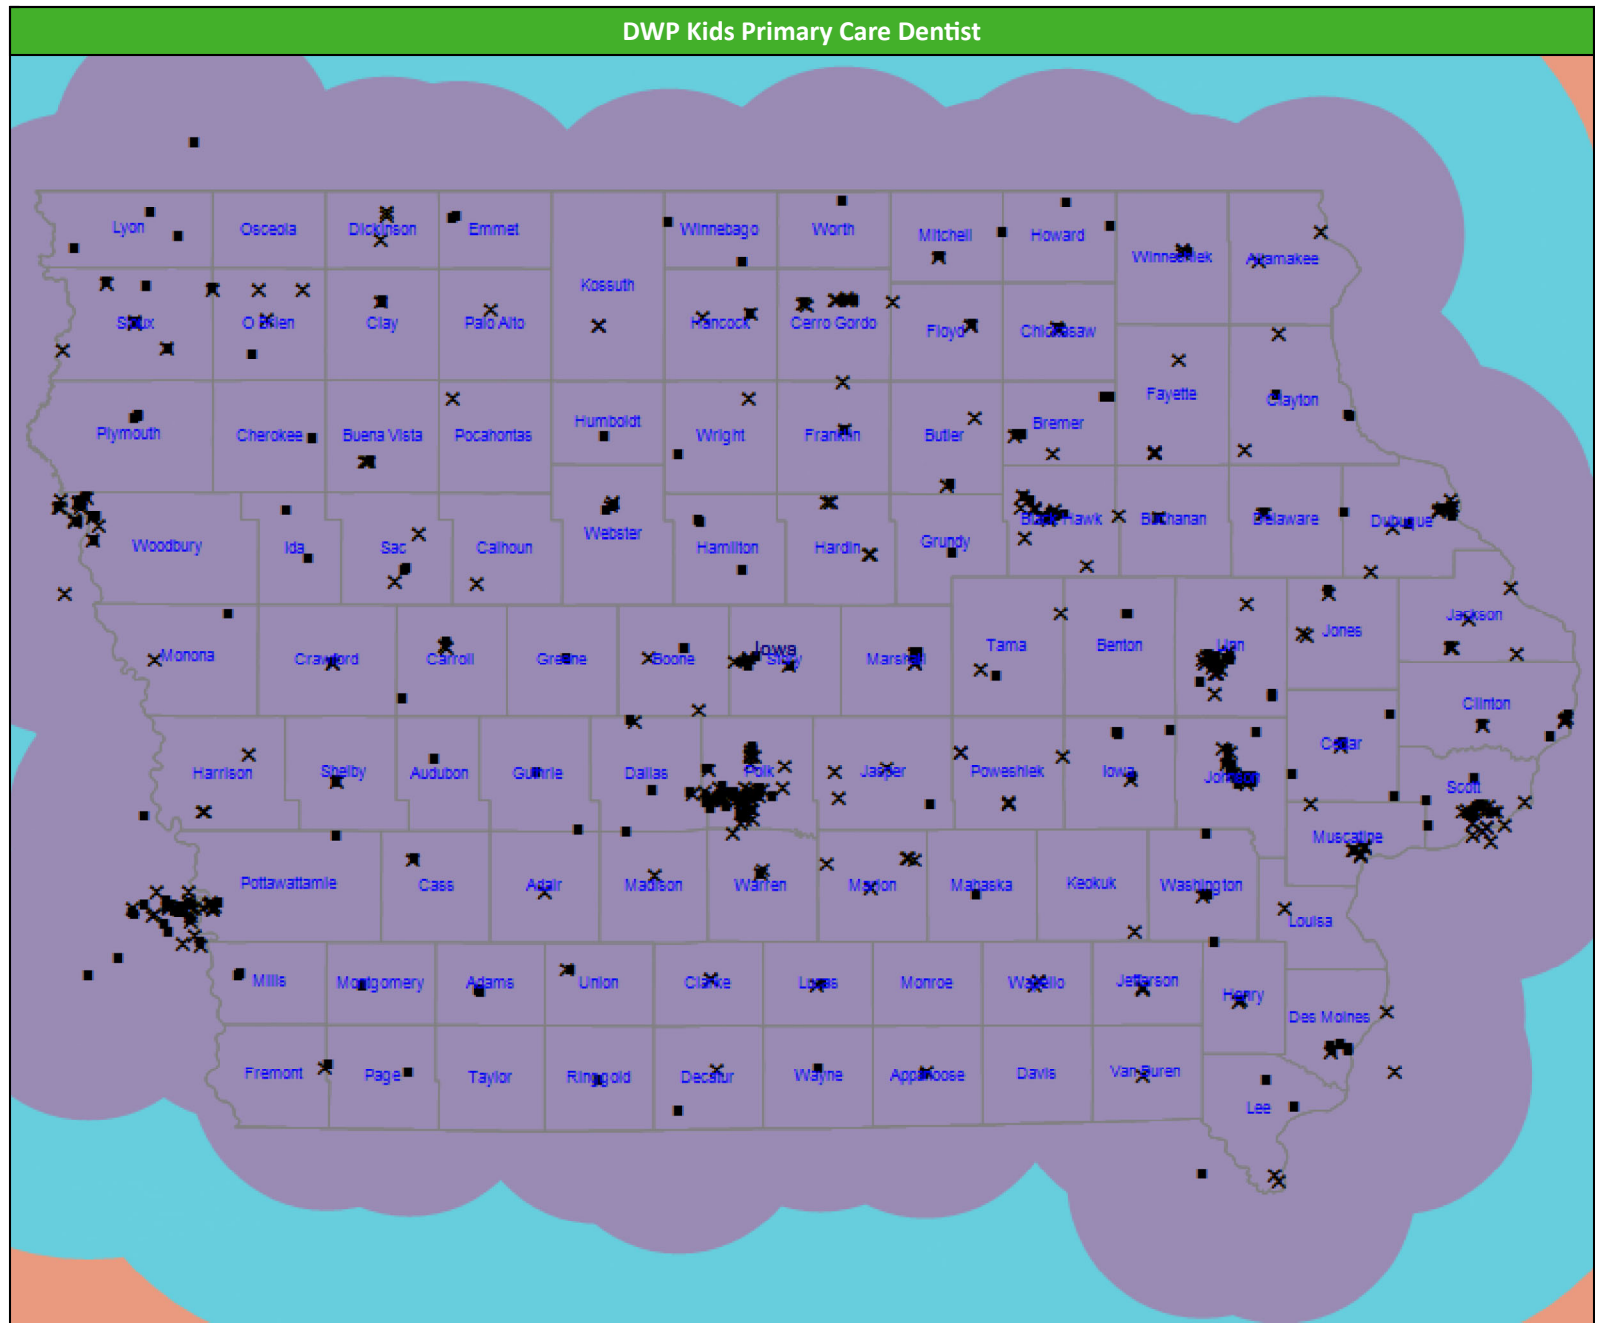 DWP Kids Primary Care Dentist
Lyon Osceola Dickinson Emmet Winnebago Worth Mitchell Howard Winneshiek Allamakee
Kossuth
Sioux O Brien Clay Palo Alto Hancock Cerro Gordo Floyd Chickasaw
Fayette Clayton
Plymouth Cherokee Buena Vista Pocahontas Humboldt Wright Franklin Butler Bremer
Woodbury Ida Sac Calhoun Webster Hamilton Hardin Grundy Black Hawk Buchanan Delaware Dubuque
Iowa
Monona Crawford Carroll Greene Boone Story Marshall Tama Benton Linn Jones Jackson
Clinton
Harrison Shelby Audubon Guthrie Dallas Polk Jasper Poweshiek Iowa Johnson Cedar Scott
Muscatine
Pottawattamie Cass Adair Madison Warren Marion Mahaska Keokuk Washington
Louisa
Millis Montgomery Adams Union Clarke Lucas Monroe Wapello Jefferson Henry
Des Moines
Fremont Page Taylor Ringgold Decatur Wayne Appanoose Davis Van Buren
Lee